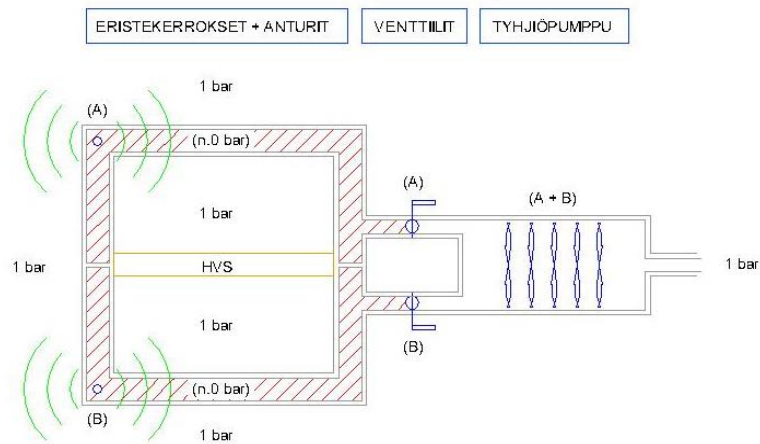 ERISTEKERROKSET + ANTURIT VENTTIILIT TYHJIÖPUMPPU
1 bar
(A)
(n.0 bar)
(A)
(A + B)
1 bar
1 bar
HVS
1 bar
1 bar
(n.0 bar)
(B)
(B)
1 bar